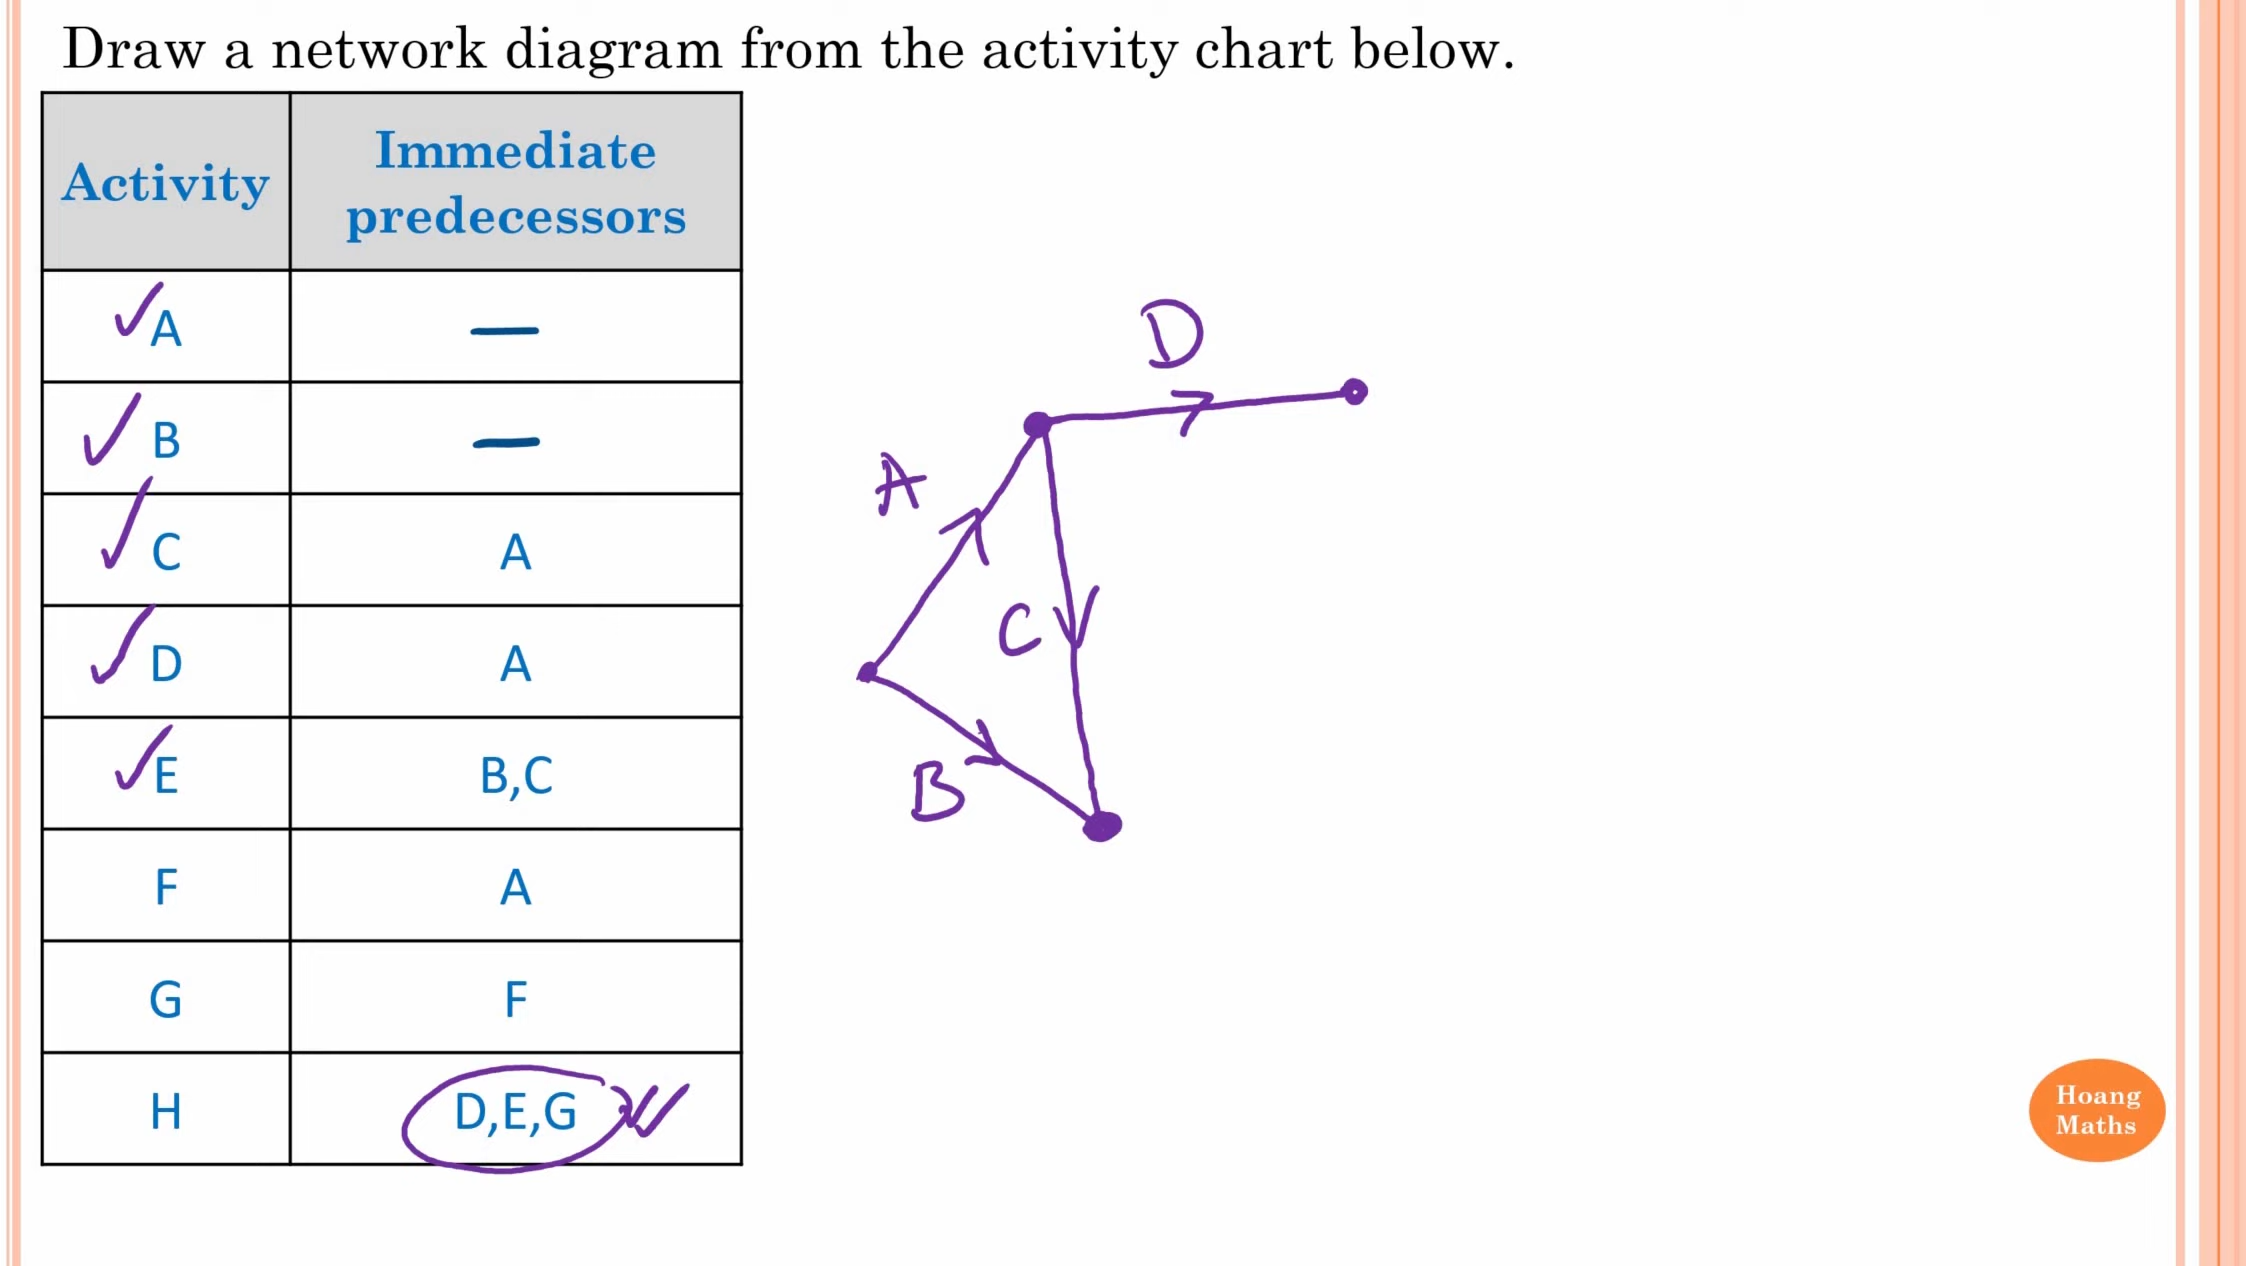 Draw a network diagram from the activity chart below.
Activity
Immediate
predecessors
A —
B —
C A
D A
E B,C
F A
G F
H D,E,G
D
A
C
B
Hoang
Maths